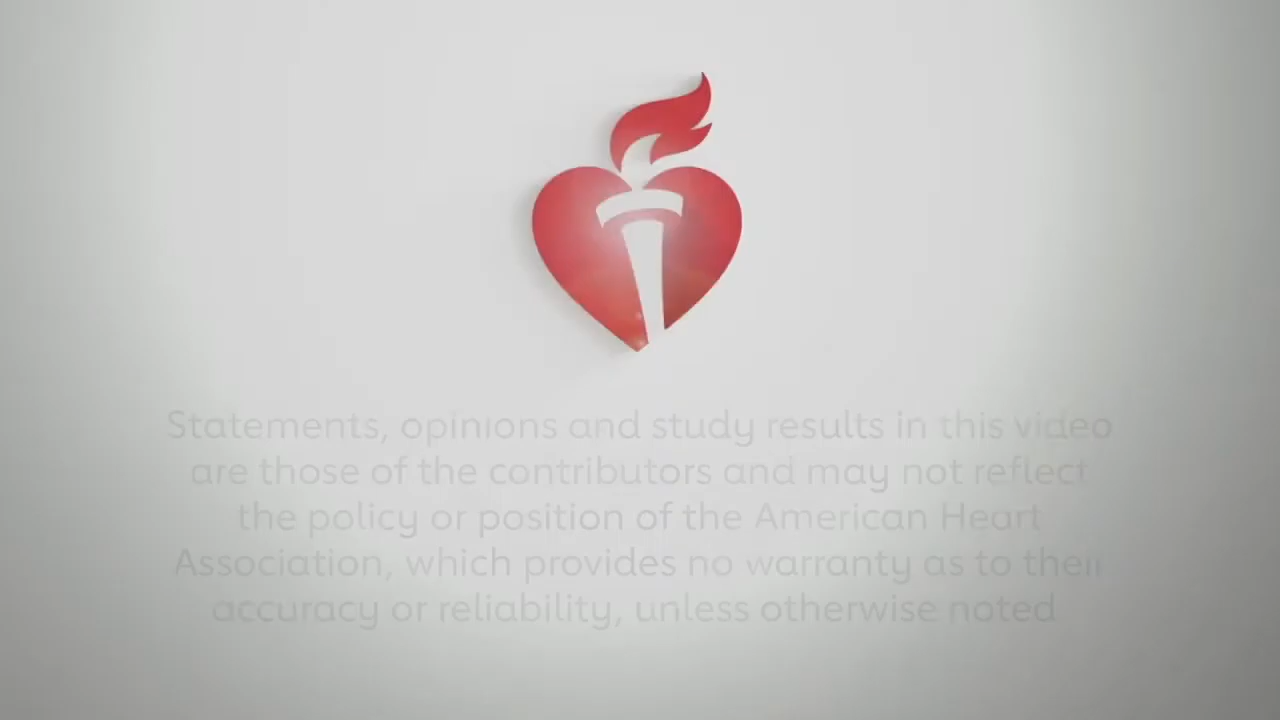 Statements, opinions and study results in this video
are those of the contributors and may not reflect
the policy or position of the American Heart
Association, which provides no warranty as to their
accuracy or reliability, unless otherwise noted